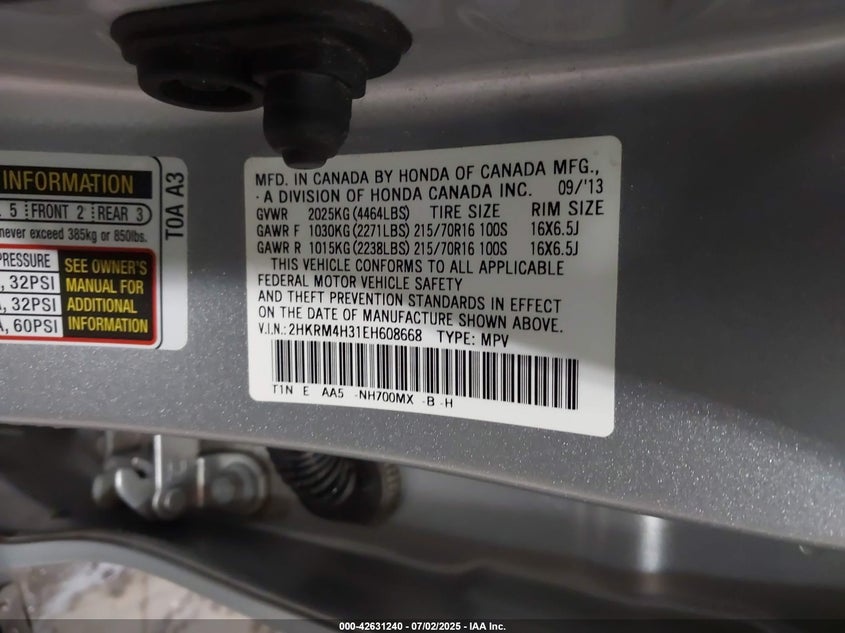 INFORMATION
5 FRONT 2 REAR 3
never exceed 385kg or 850lbs.
PRESSURE
, 32PSI
A, 32PSI
A, 60PSI
SEE OWNER'S
MANUAL FOR
ADDITIONAL
INFORMATION
T0A A3
MFD. IN CANADA BY HONDA OF CANADA MFG.,
A DIVISION OF HONDA CANADA INC. 09/'13
GVWR 2025KG (4464LBS) TIRE SIZE RIM SIZE
GAWR F 1030KG (2271LBS) 215/70R16 100S 16X6.5J
GAWR R 1015KG (2238LBS) 215/70R16 100S 16X6.5J
THIS VEHICLE CONFORMS TO ALL APPLICABLE
FEDERAL MOTOR VEHICLE SAFETY
AND THEFT PREVENTION STANDARDS IN EFFECT
ON THE DATE OF MANUFACTURE SHOWN ABOVE.
V.I.N.: 2HKRM4H31EH608668 TYPE: MPV
T1N E AA5 -NH700MX -B -H
000-42631240 - 07/02/2025 - IAA Inc.